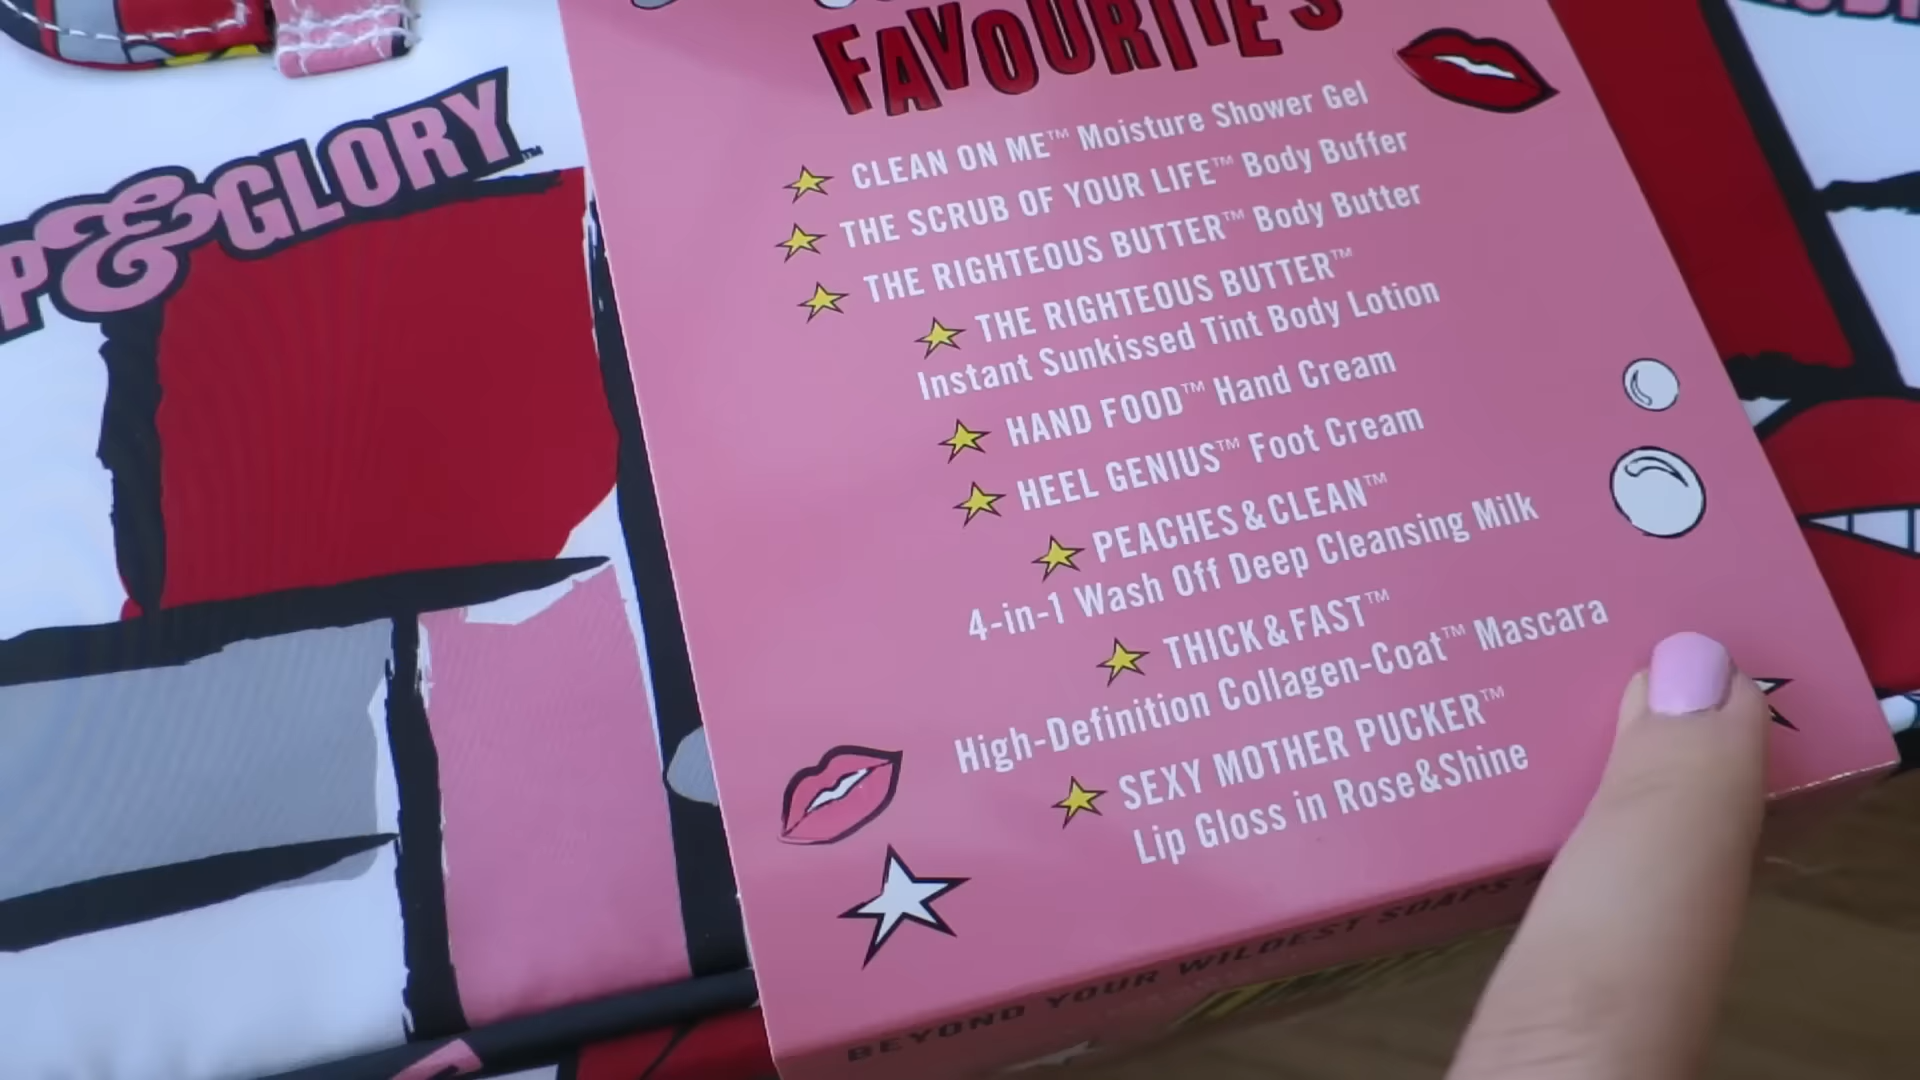 FAVOURITE'S
CLEAN ON ME™ Moisture Shower Gel
THE SCRUB OF YOUR LIFE™ Body Buffer
THE RIGHTEOUS BUTTER™ Body Butter
THE RIGHTEOUS BUTTER™
Instant Sunkissed Tint Body Lotion
HAND FOOD™ Hand Cream
HEEL GENIUS™ Foot Cream
PEACHES & CLEAN™
4-in-1 Wash Off Deep Cleansing Milk
THICK & FAST™
High-Definition Collagen-Coat™ Mascara
SEXY MOTHER PUCKER™
Lip Gloss in Rose&Shine
BEYOND YOUR WILDEST SOAPS
P&GLORY™